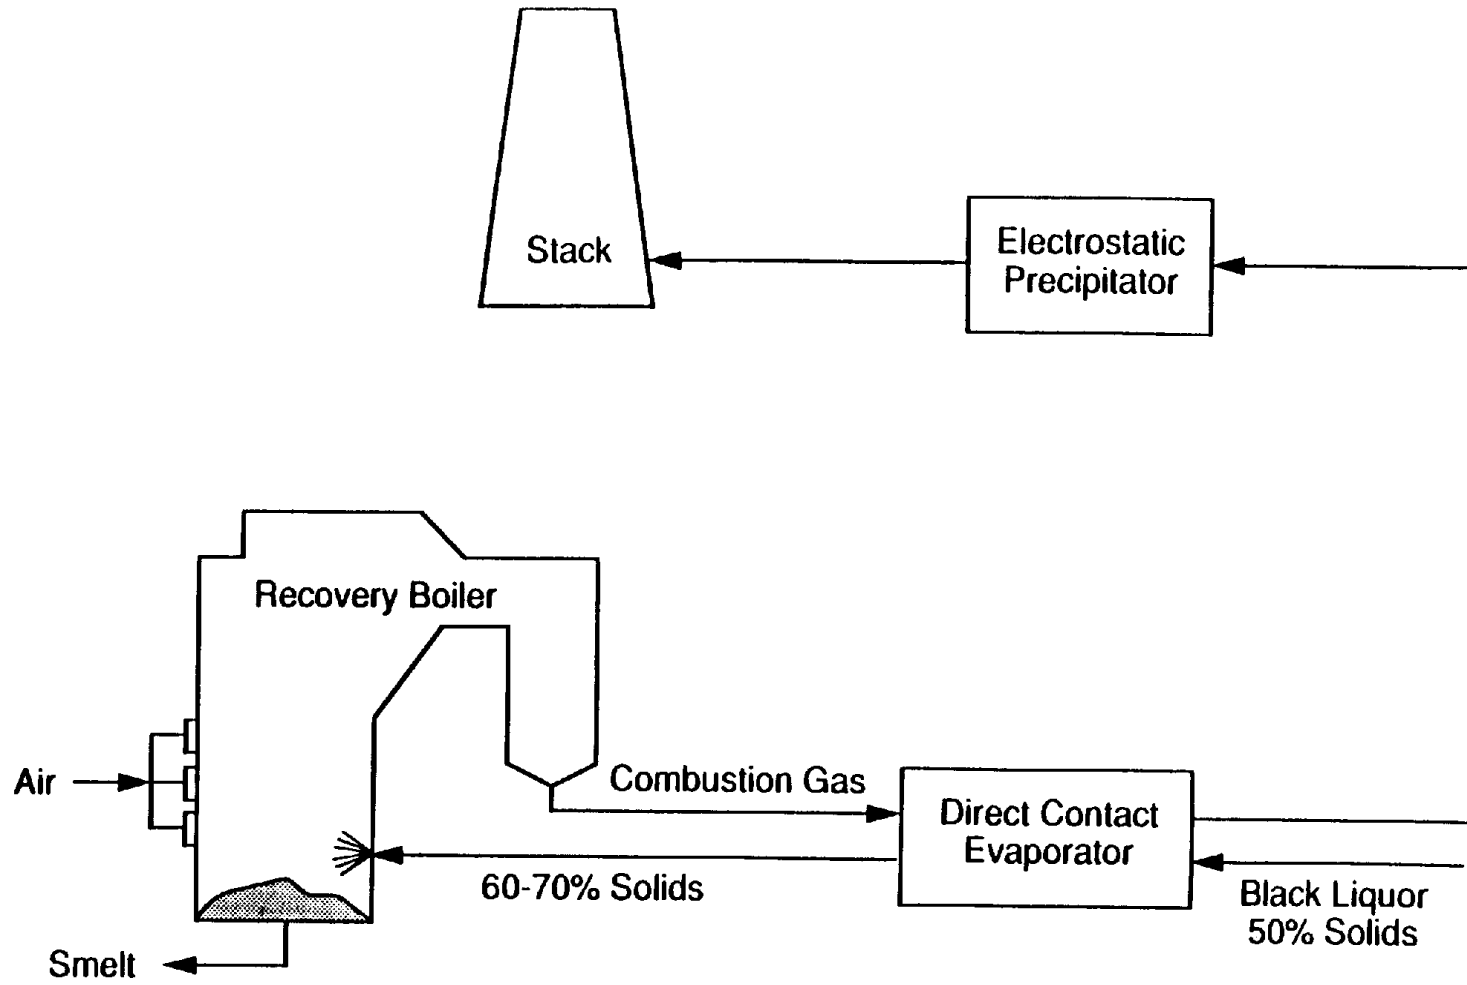 Stack
Electrostatic
Precipitator
Recovery Boiler
Air
Combustion Gas
Direct Contact
Evaporator
60-70% Solids
Black Liquor
50% Solids
Smelt